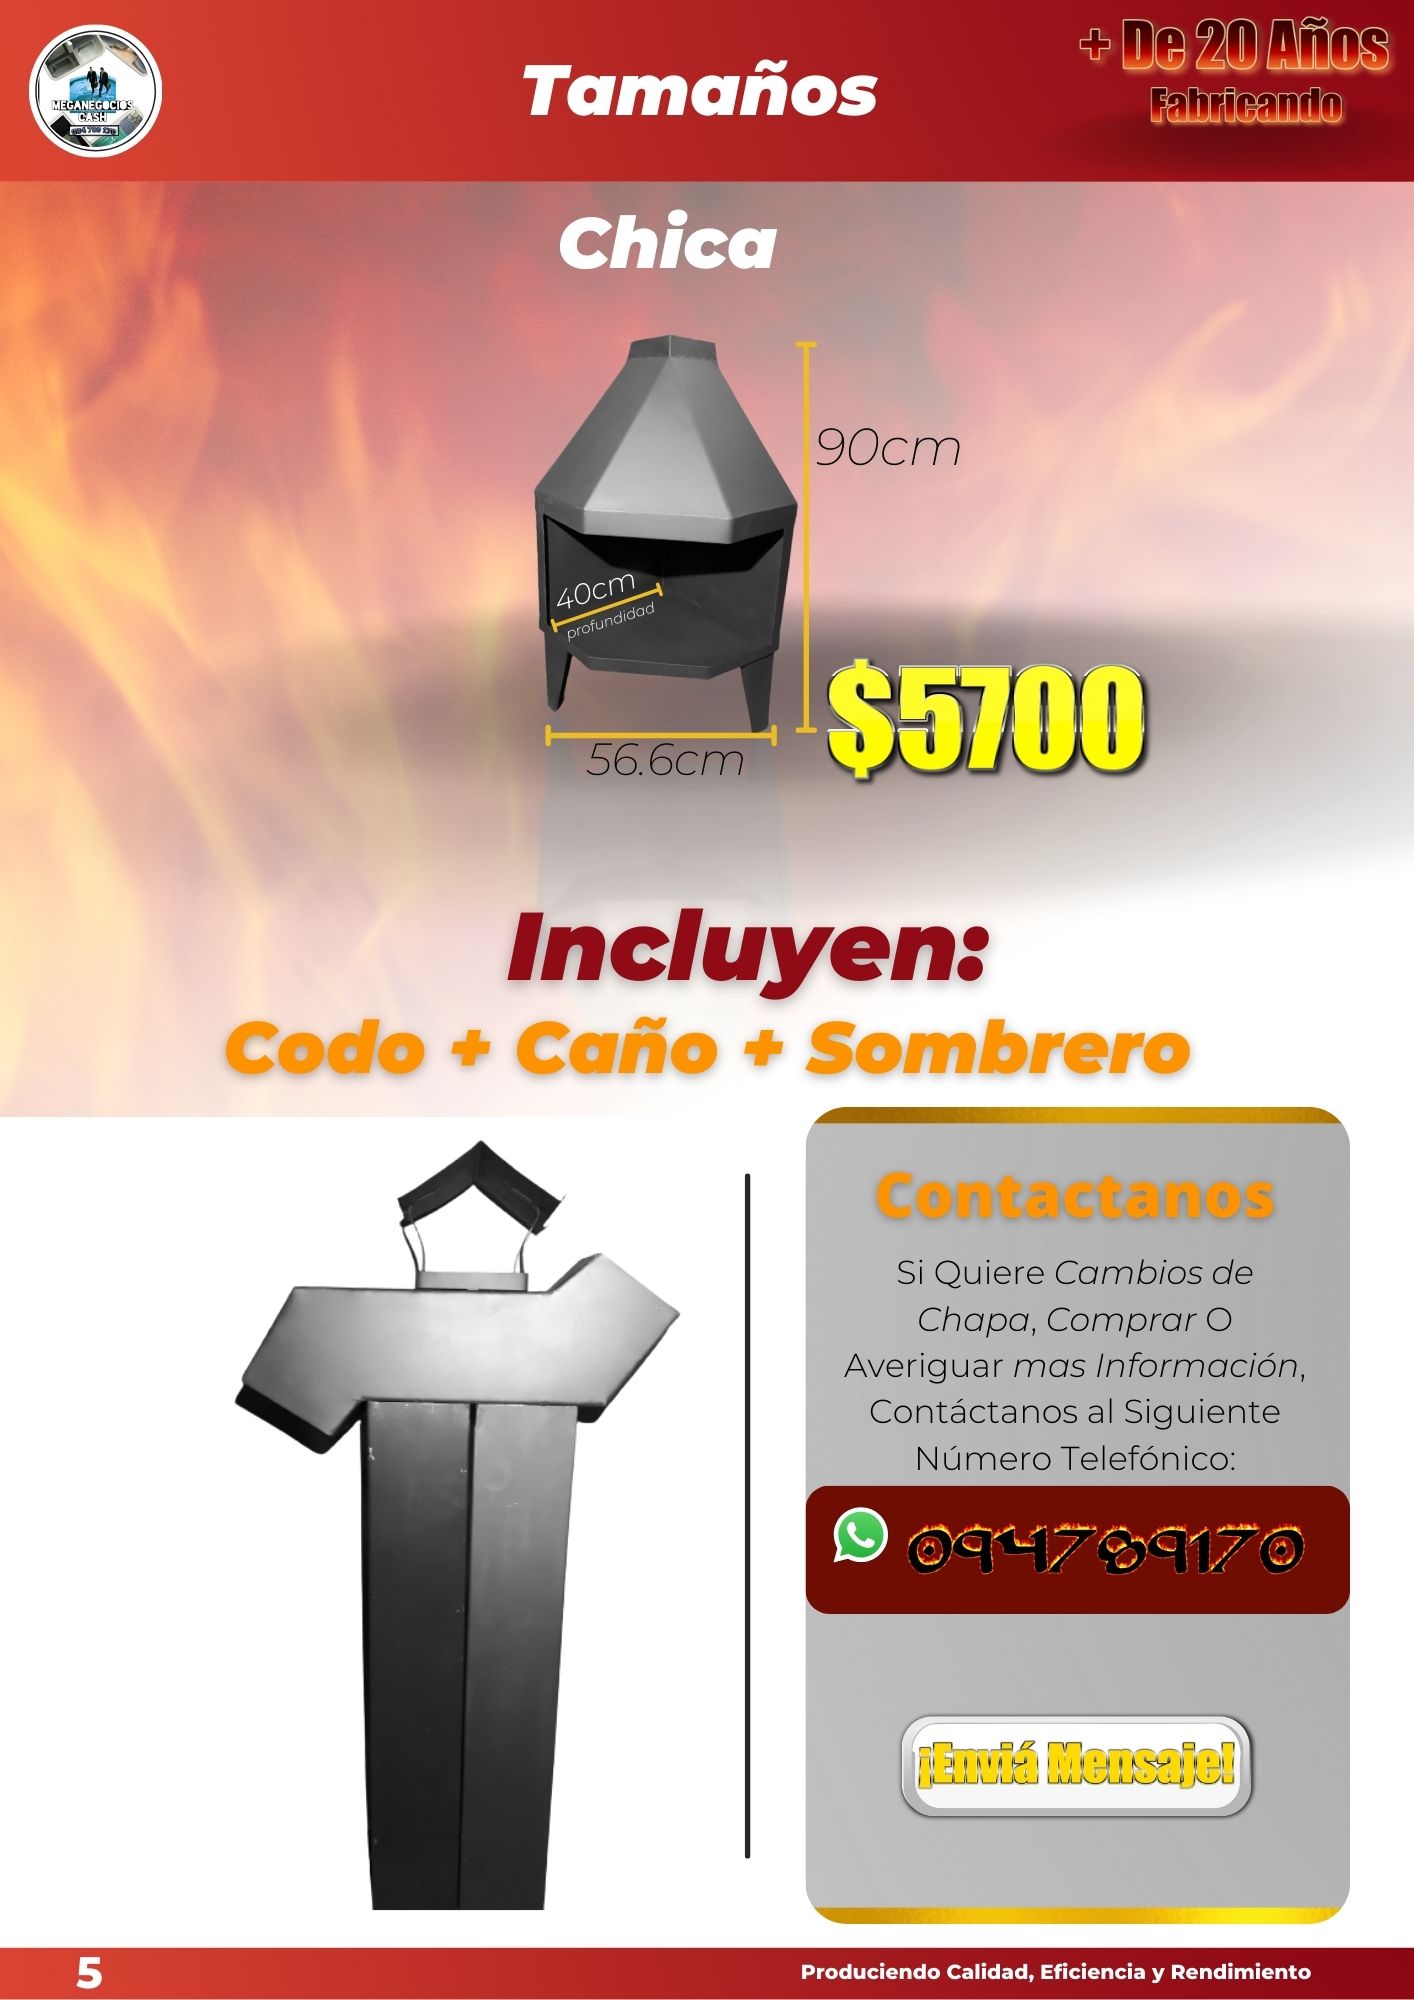 MEGANEGOCIOS
CASH
Tamaños
+ De 20 Años
Fabricando
Chica
90cm
40cm
profundidad
$5700
56.6cm
Incluyen:
Codo + Caño + Sombrero
Contactanos
Si Quiere Cambios de
Chapa, Comprar O
Averiguar mas Información,
Contáctanos al Siguiente
Número Telefónico:
094789170
¡Enviá Mensaje!
5
Produciendo Calidad, Eficiencia y Rendimiento